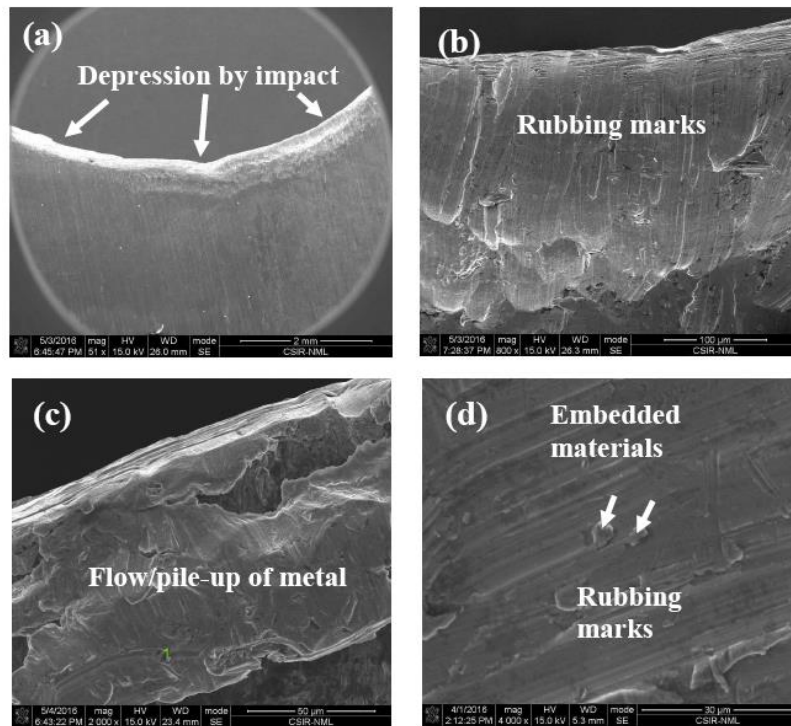 (a)
Depression by impact
5/3/2016 mag HV WD mode 2 mm
6:45:47 PM 51 x 15.0 kV 26.0 mm SE CSIR-NML
(b)
Rubbing marks
5/3/2016 mag HV WD mode 100 µm
7:28:37 PM 800 x 15.0 kV 26.3 mm SE CSIR-NML
(c)
Flow/pile-up of metal
1
5/4/2016 mag HV WD mode 50 µm
6:43:22 PM 2 000 x 15.0 kV 23.4 mm SE CSIR-NML
(d)
Embedded
materials
Rubbing
marks
4/1/2016 mag HV WD mode 30 µm
2:12:25 PM 4 000 x 15.0 kV 5.3 mm SE CSIR-NML